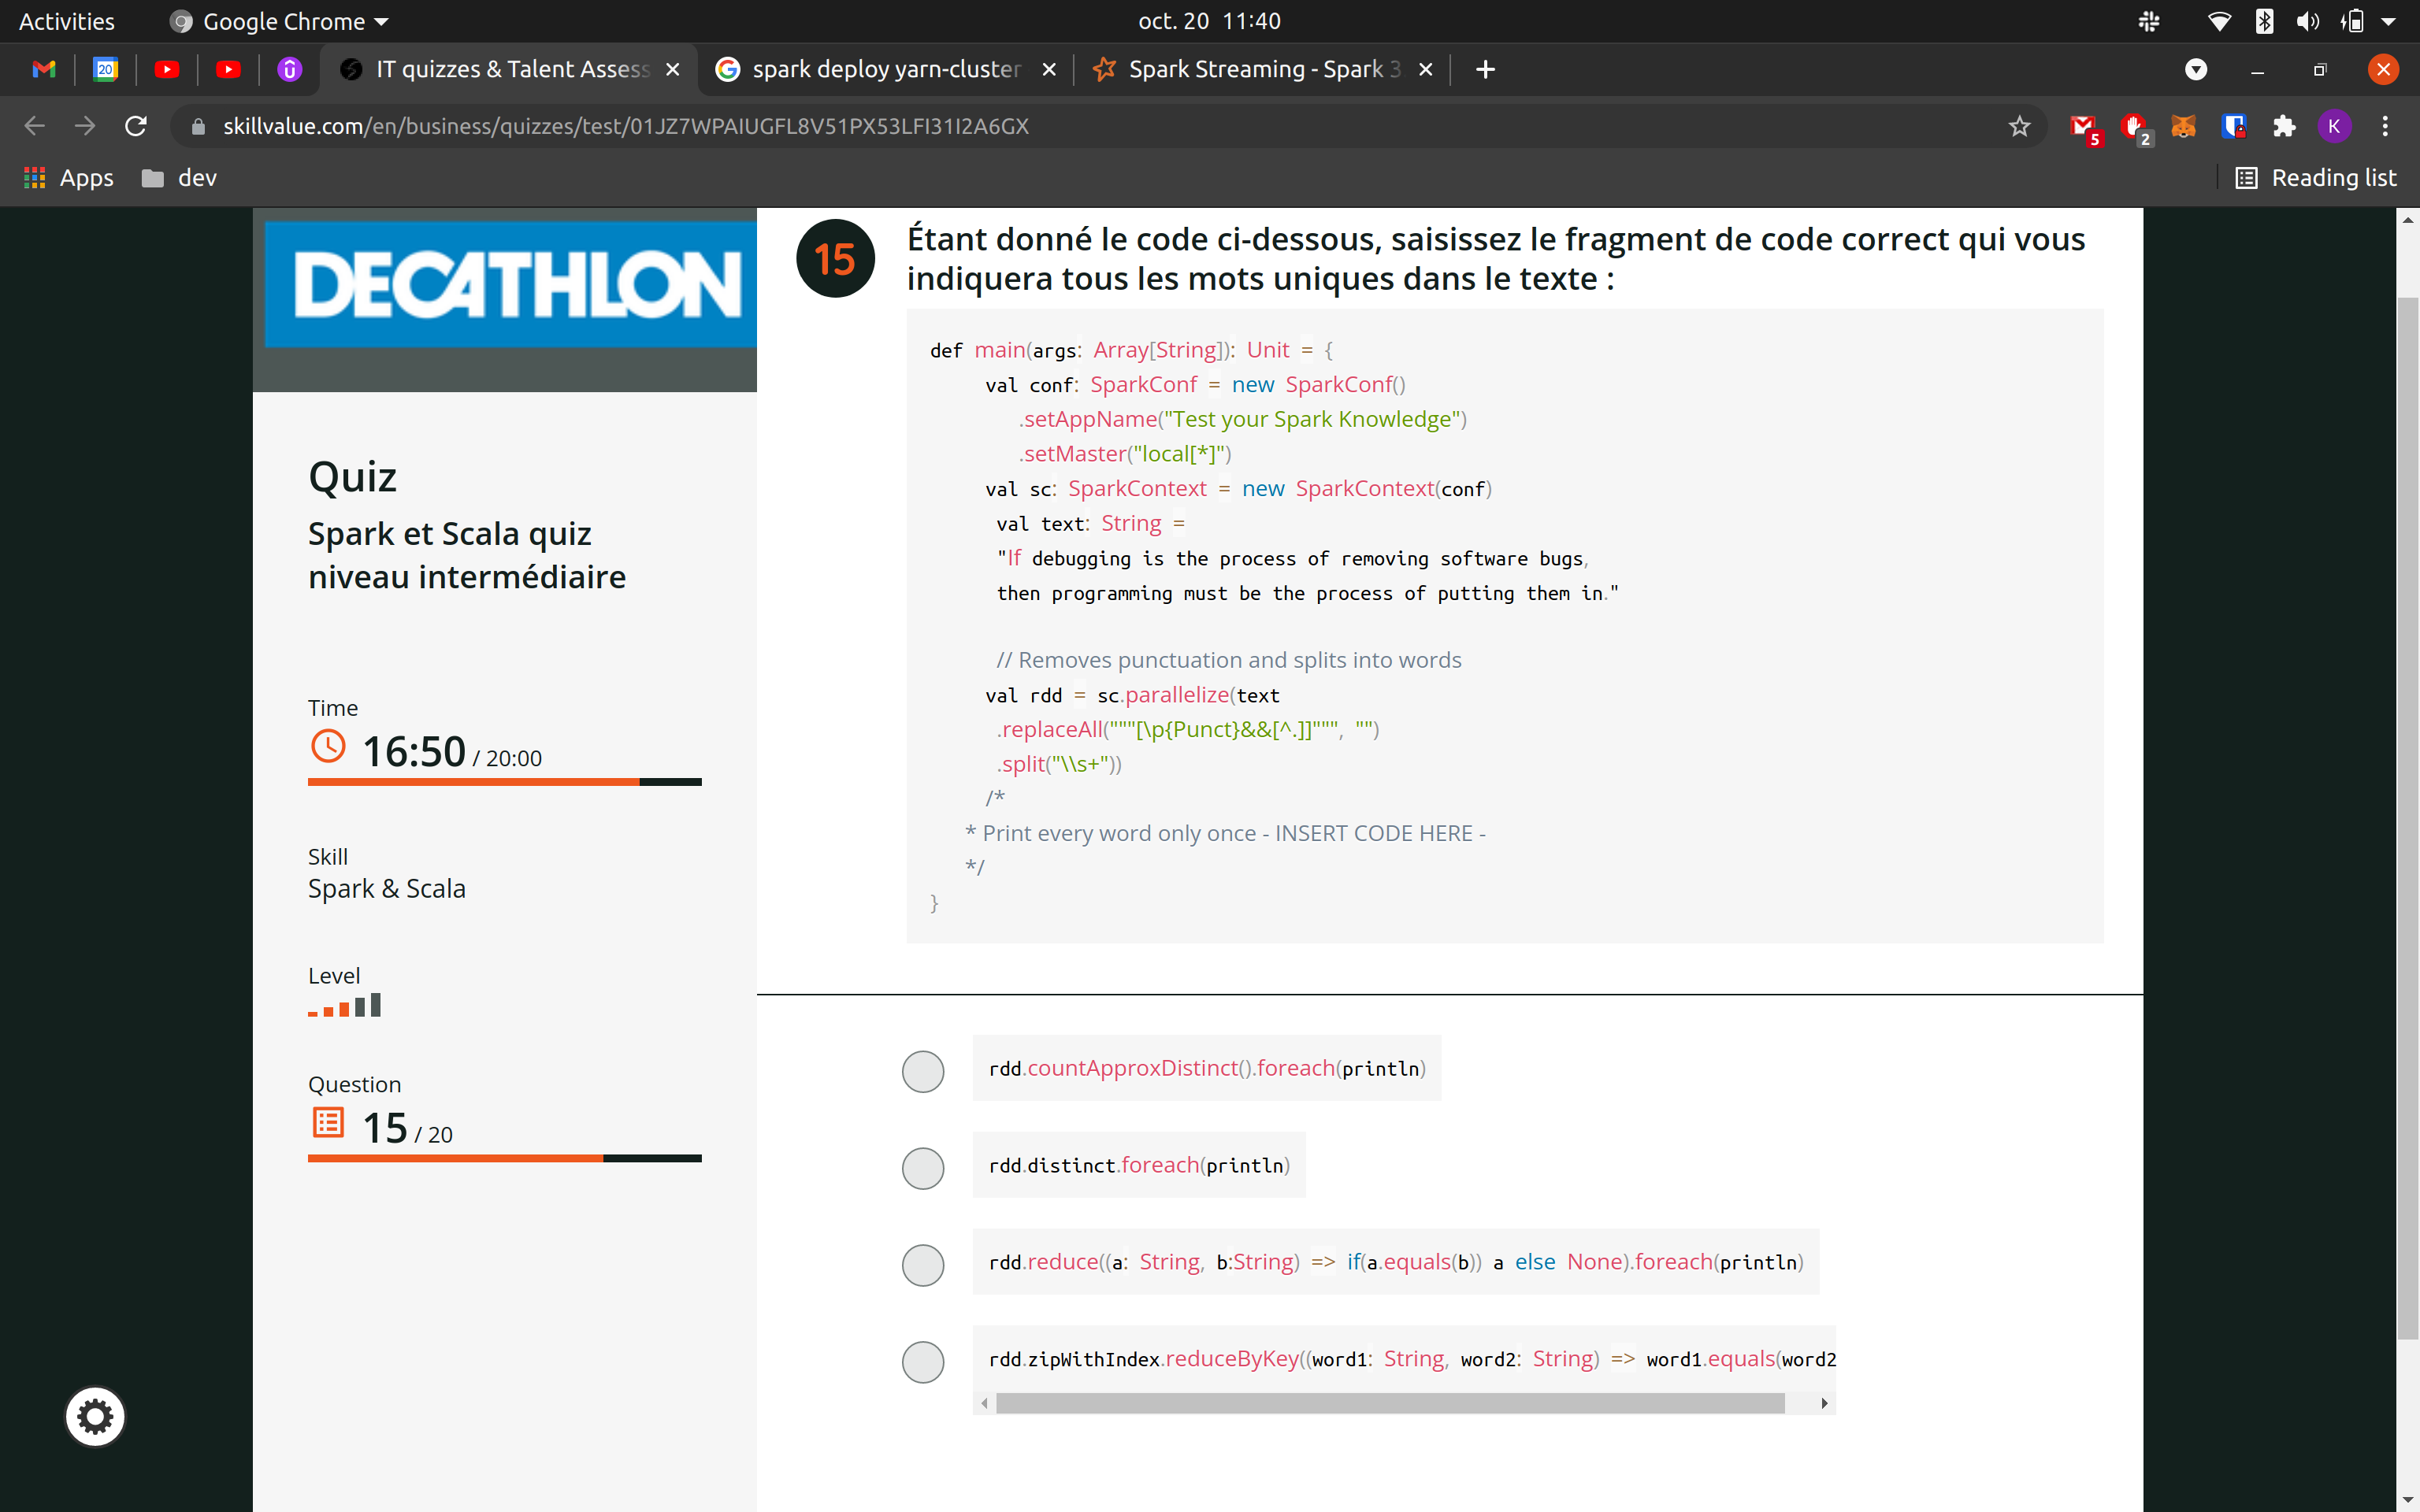 Activities
Google Chrome
oct. 20 11:40
20
IT quizzes & Talent Assess
spark deploy yarn-cluster
Spark Streaming - Spark 3
skillvalue.com/en/business/quizzes/test/01JZ7WPAIUGFL8V51PX53LFI31I2A6GX
5
2
K
Apps
dev
Reading list
DECATHLON
Quiz
Spark et Scala quiz
niveau intermédiaire
Time
16:50 / 20:00
Skill
Spark & Scala
Level
Question
15 / 20
15
Étant donné le code ci-dessous, saisissez le fragment de code correct qui vous
indiquera tous les mots uniques dans le texte :
def main(args: Array[String]): Unit = {
val conf: SparkConf = new SparkConf()
.setAppName("Test your Spark Knowledge")
.setMaster("local[*]")
val sc: SparkContext = new SparkContext(conf)
val text: String =
"If debugging is the process of removing software bugs,
then programming must be the process of putting them in."
// Removes punctuation and splits into words
val rdd = sc.parallelize(text
.replaceAll("""[\p{Punct}&&[^.]]""", "")
.split("\\s+"))
/*
* Print every word only once - INSERT CODE HERE -
*/
}
rdd.countApproxDistinct().foreach(println)
rdd.distinct.foreach(println)
rdd.reduce((a: String, b:String) => if(a.equals(b)) a else None).foreach(println)
rdd.zipWithIndex.reduceByKey((word1: String, word2: String) => word1.equals(word2